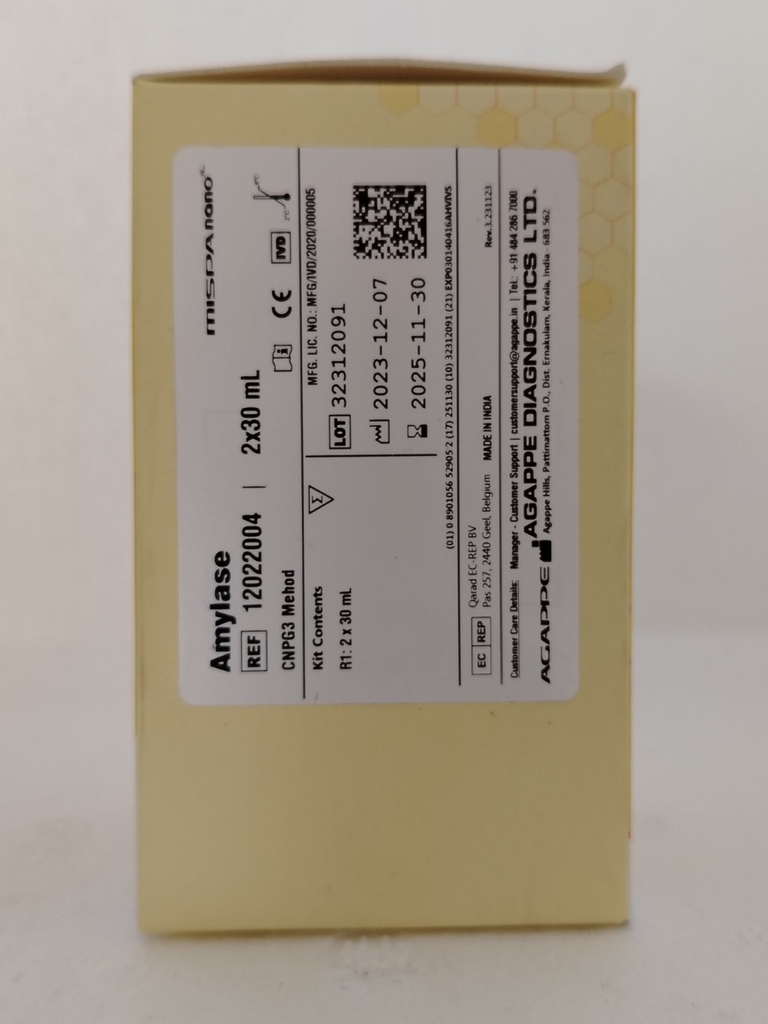 Amylase
mispa nano
REF 12022004 | 2x30 mL
CE IVD
CNPG3 Mehod
Kit Contents
R1: 2 x 30 mL
Σ
MFG. LIC. NO.: MFG/IVD/2020/000005
LOT 32312091
2023-12-07
2025-11-30
(01) 0 8901056 52905 2 (17) 251130 (10) 32312091 (21) EXP030140416AHVIVS
EC REP Qarad EC-REP BV
Pas 257, 2440 Geel, Belgium MADE IN INDIA
Rev.3.231123
Customer Care Details: Manager - Customer Support | customersupport@agappe.in | Tel.: +91 484 286 7000
AGAPPE AGAPPE DIAGNOSTICS LTD.
Agappe Hills, Pattimattom P.O., Dist. Ernakulam, Kerala, India - 683 562